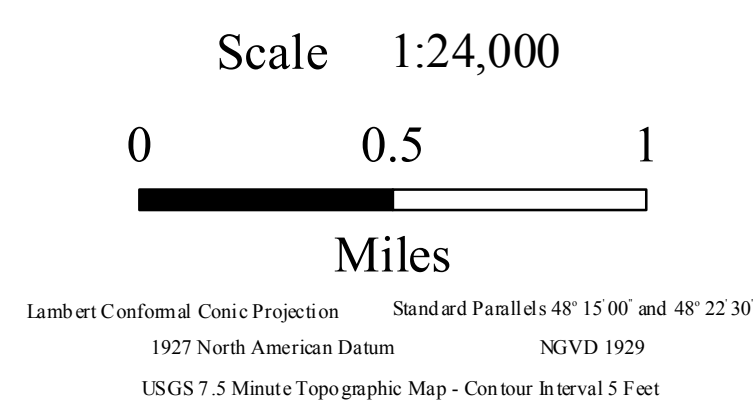 Scale 1:24,000
0 0.5 1
Miles
Lambert Conformal Conic Projection Standard Parallels 48° 15' 00" and 48° 22' 30"
1927 North American Datum NGVD 1929
USGS 7.5 Minute Topographic Map - Contour Interval 5 Feet